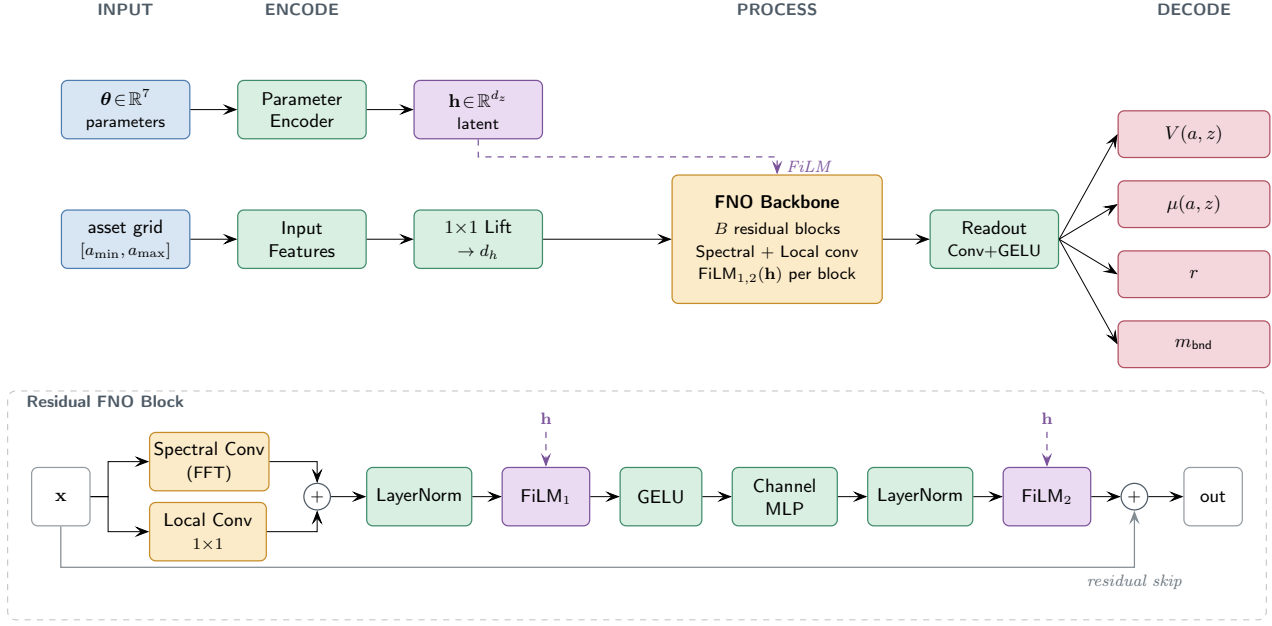 INPUT
ENCODE
PROCESS
DECODE
θ∈ℝ⁷
parameters
Parameter
Encoder
h∈ℝ^{d_z}
latent
FiLM
asset grid
[a_min, a_max]
Input
Features
1×1 Lift
→ d_h
FNO Backbone
B residual blocks
Spectral + Local conv
FiLM₁,₂(h) per block
Readout
Conv+GELU
V(a, z)
μ(a, z)
r
m_bnd
Residual FNO Block
x
Spectral Conv
(FFT)
Local Conv
1×1
+
LayerNorm
h
FiLM₁
GELU
Channel
MLP
LayerNorm
h
FiLM₂
+
out
residual skip